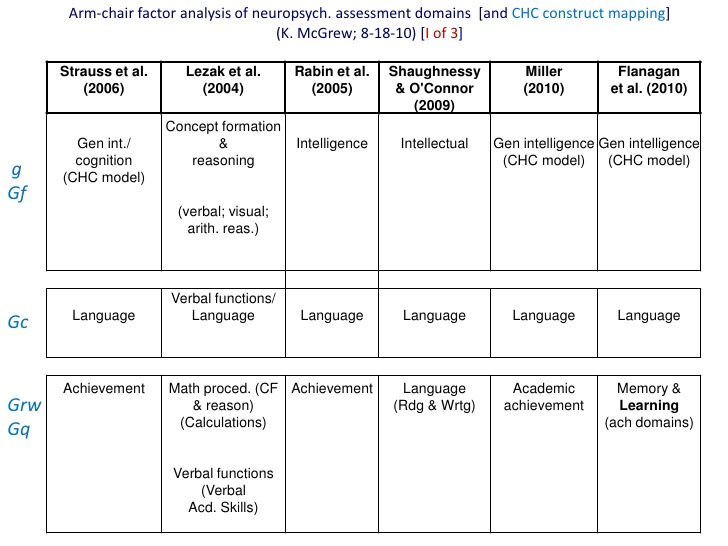 Arm-chair factor analysis of neuropsych. assessment domains [and CHC construct mapping]
(K. McGrew; 8-18-10) [I of 3]
Strauss et al.
(2006)
Lezak et al.
(2004)
Rabin et al.
(2005)
Shaughnessy
& O'Connor
(2009)
Miller
(2010)
Flanagan
et al. (2010)
g
Gf
Gen int./
cognition
(CHC model)
Concept formation
&
reasoning
(verbal; visual;
arith. reas.)
Intelligence
Intellectual
Gen intelligence
(CHC model)
Gen intelligence
(CHC model)
Gc
Language
Verbal functions/
Language
Language
Language
Language
Language
Grw
Gq
Achievement
Math proced. (CF
& reason)
(Calculations)
Verbal functions
(Verbal
Acd. Skills)
Achievement
Language
(Rdg & Wrtg)
Academic
achievement
Memory &
Learning
(ach domains)